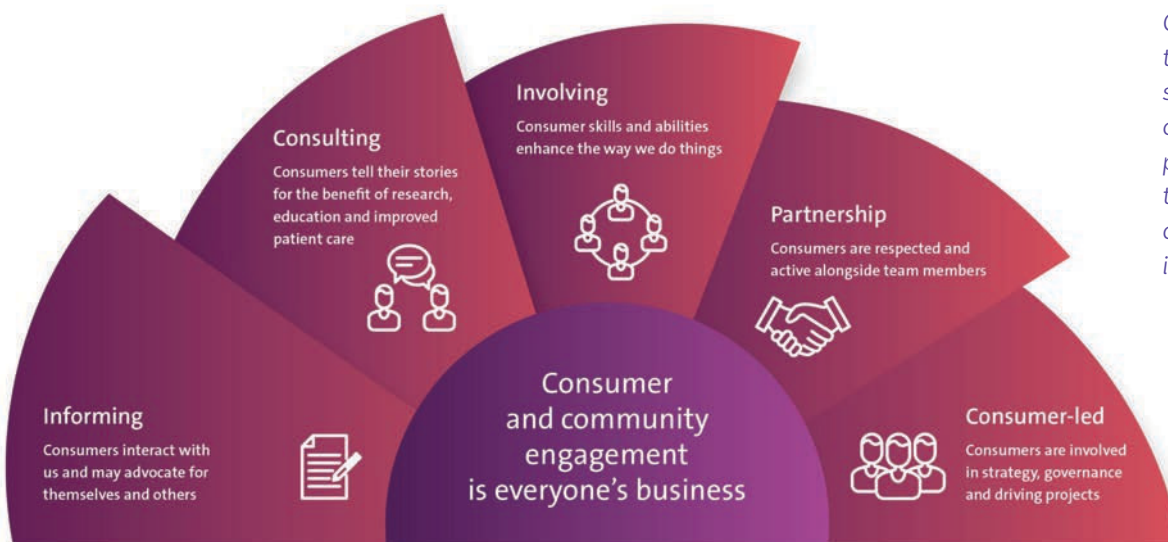 Informing
Consumers interact with
us and may advocate for
themselves and others
Consulting
Consumers tell their stories
for the benefit of research,
education and improved
patient care
Involving
Consumer skills and abilities
enhance the way we do things
Partnership
Consumers are respected and
active alongside team members
Consumer-led
Consumers are involved
in strategy, governance
and driving projects
Consumer
and community
engagement
is everyone’s business